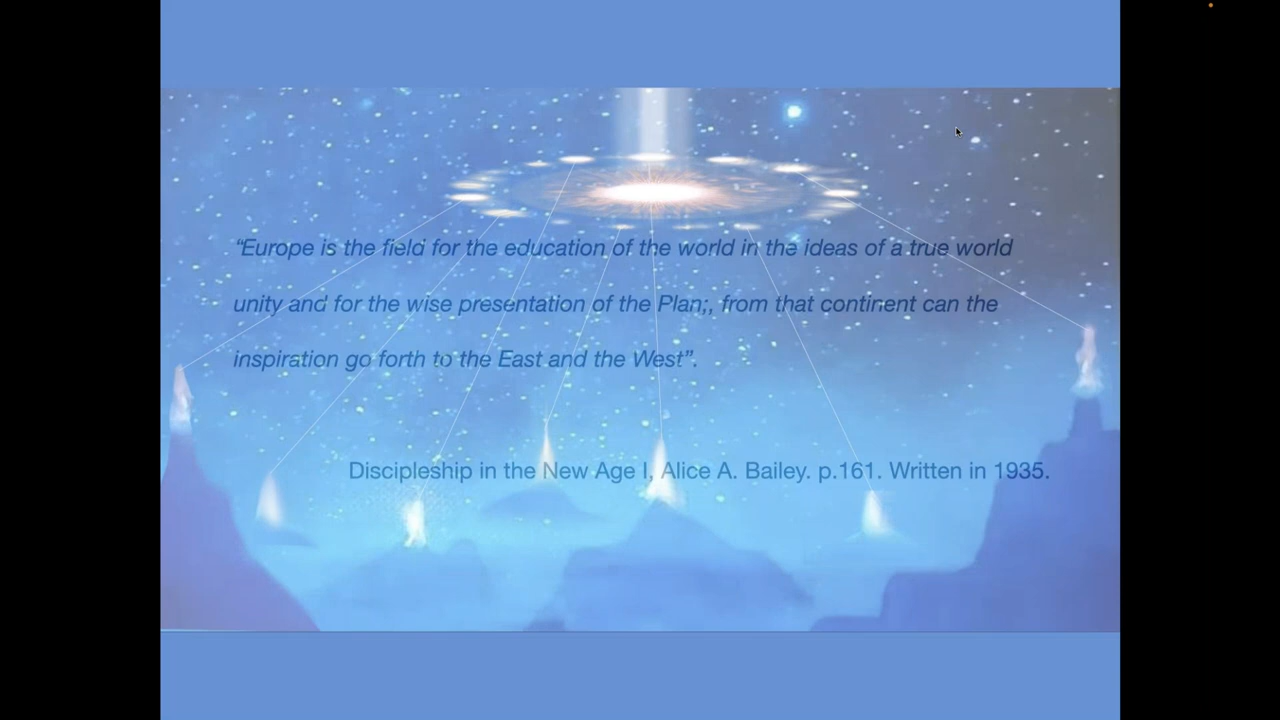 “Europe is the field for the education of the world in the ideas of a true world
unity and for the wise presentation of the Plan;, from that continent can the
inspiration go forth to the East and the West”.
Discipleship in the New Age I, Alice A. Bailey. p.161. Written in 1935.